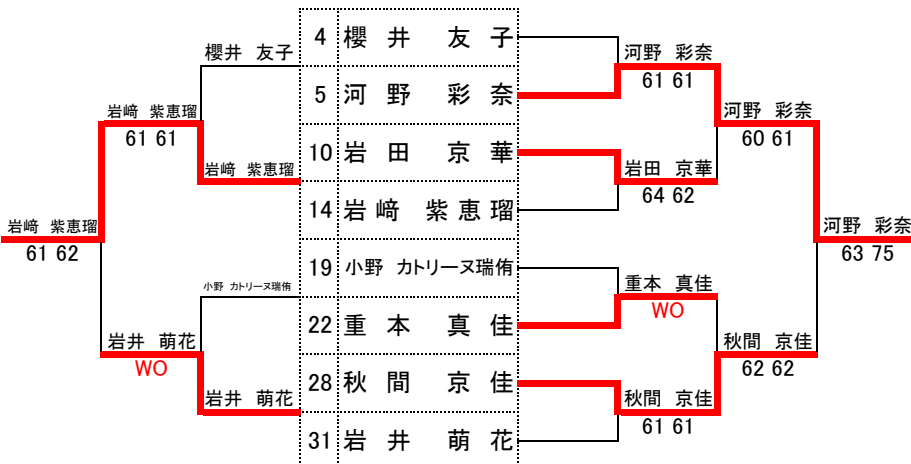 4 櫻井 友子
5 河野 彩奈
10 岩田 京華
14 岩﨑 紫恵瑠
19 小野 カトリーヌ瑞侑
22 重本 真佳
28 秋間 京佳
31 岩井 萌花
櫻井 友子
岩﨑 紫恵瑠
61 61
岩﨑 紫恵瑠
岩﨑 紫恵瑠
61 62
小野 カトリーヌ瑞侑
岩井 萌花
WO
岩井 萌花
河野 彩奈
61 61
河野 彩奈
60 61
岩田 京華
64 62
河野 彩奈
63 75
重本 真佳
WO
秋間 京佳
62 62
秋間 京佳
61 61